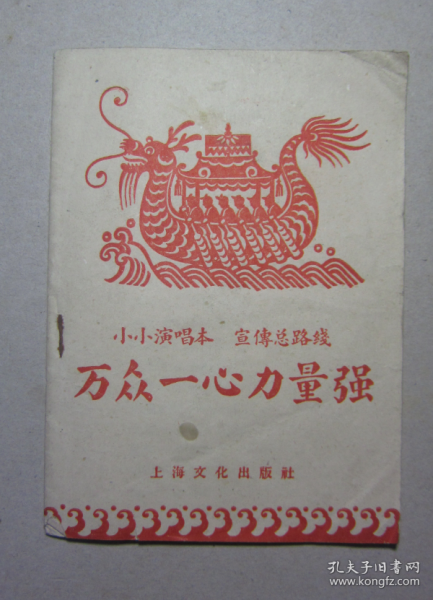 小小演唱本 宣傳总路线
万众一心力量强
上海文化出版社
孔夫子旧书网
www.kongfz.com